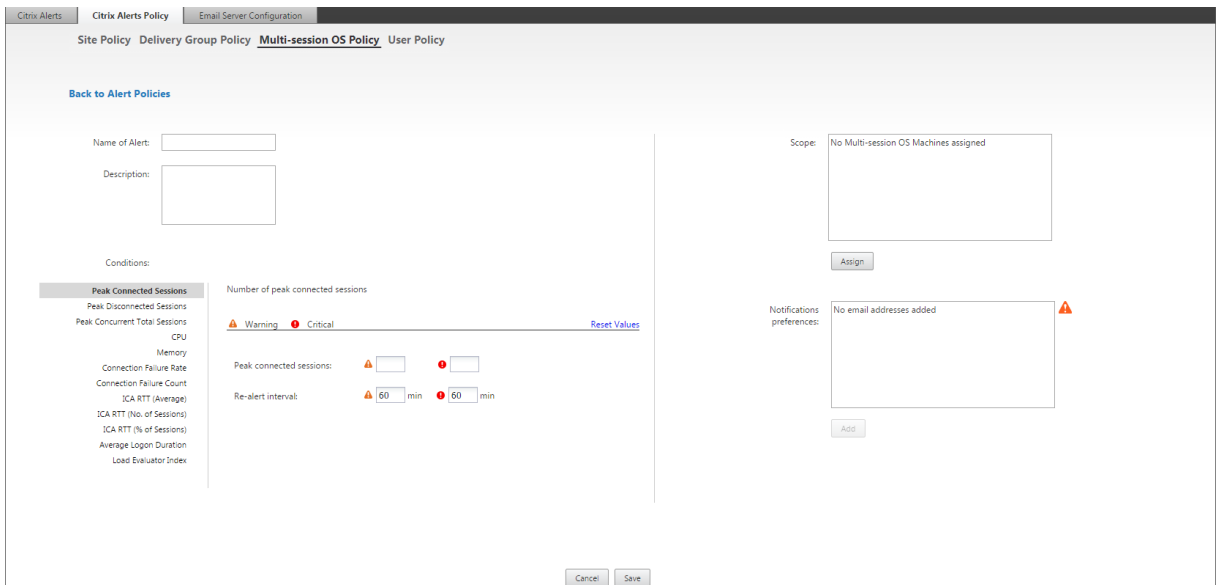 Citrix Alerts Citrix Alerts Policy Email Server Configuration
Site Policy Delivery Group Policy Multi-session OS Policy User Policy
Back to Alert Policies
Name of Alert:
Description:
Conditions:
Peak Connected Sessions
Peak Disconnected Sessions
Peak Concurrent Total Sessions
CPU
Memory
Connection Failure Rate
Connection Failure Count
ICA RTT (Average)
ICA RTT (No. of Sessions)
ICA RTT (% of Sessions)
Average Logon Duration
Load Evaluator Index
Number of peak connected sessions
Warning Critical Reset Values
Peak connected sessions:
Re-alert interval: 60 min 60 min
Scope: No Multi-session OS Machines assigned
Assign
Notifications preferences: No email addresses added
Add
Cancel Save